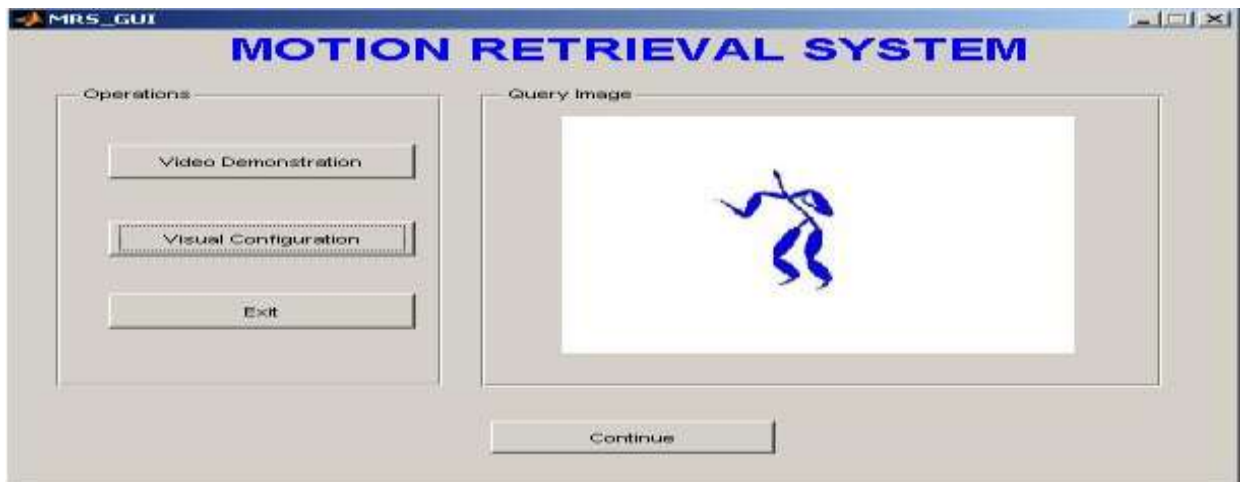 MRS_GUI
MOTION RETRIEVAL SYSTEM
Operations
Video Demonstration
Visual Configuration
Exit
Query Image
Continue